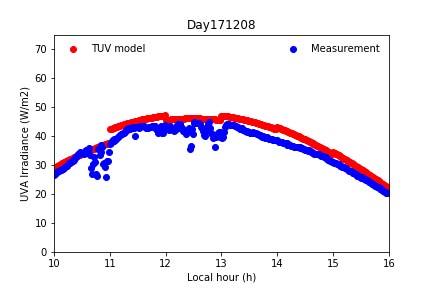 Day171208
TUV model
Measurement
UVA Irradiance (W/m2)
70
60
50
40
30
20
10
0
10 11 12 13 14 15 16
Local hour (h)